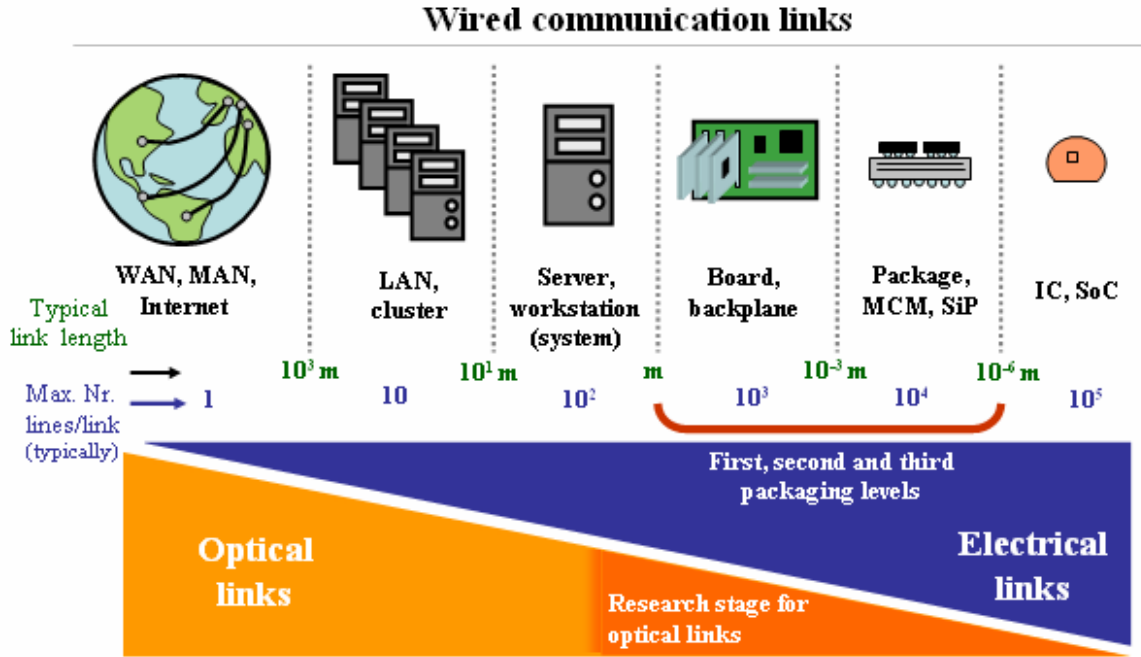 Wired communication links
WAN, MAN,
Internet
LAN,
cluster
Server,
workstation
(system)
Board,
backplane
Package,
MCM, SiP
IC, SoC
Typical
link length
10³ m
10¹ m
m
10⁻³ m
10⁻⁶ m
Max. Nr.
lines/link
(typically)
1
10
10²
10³
10⁴
10⁵
First, second and third
packaging levels
Optical
links
Electrical
links
Research stage for
optical links